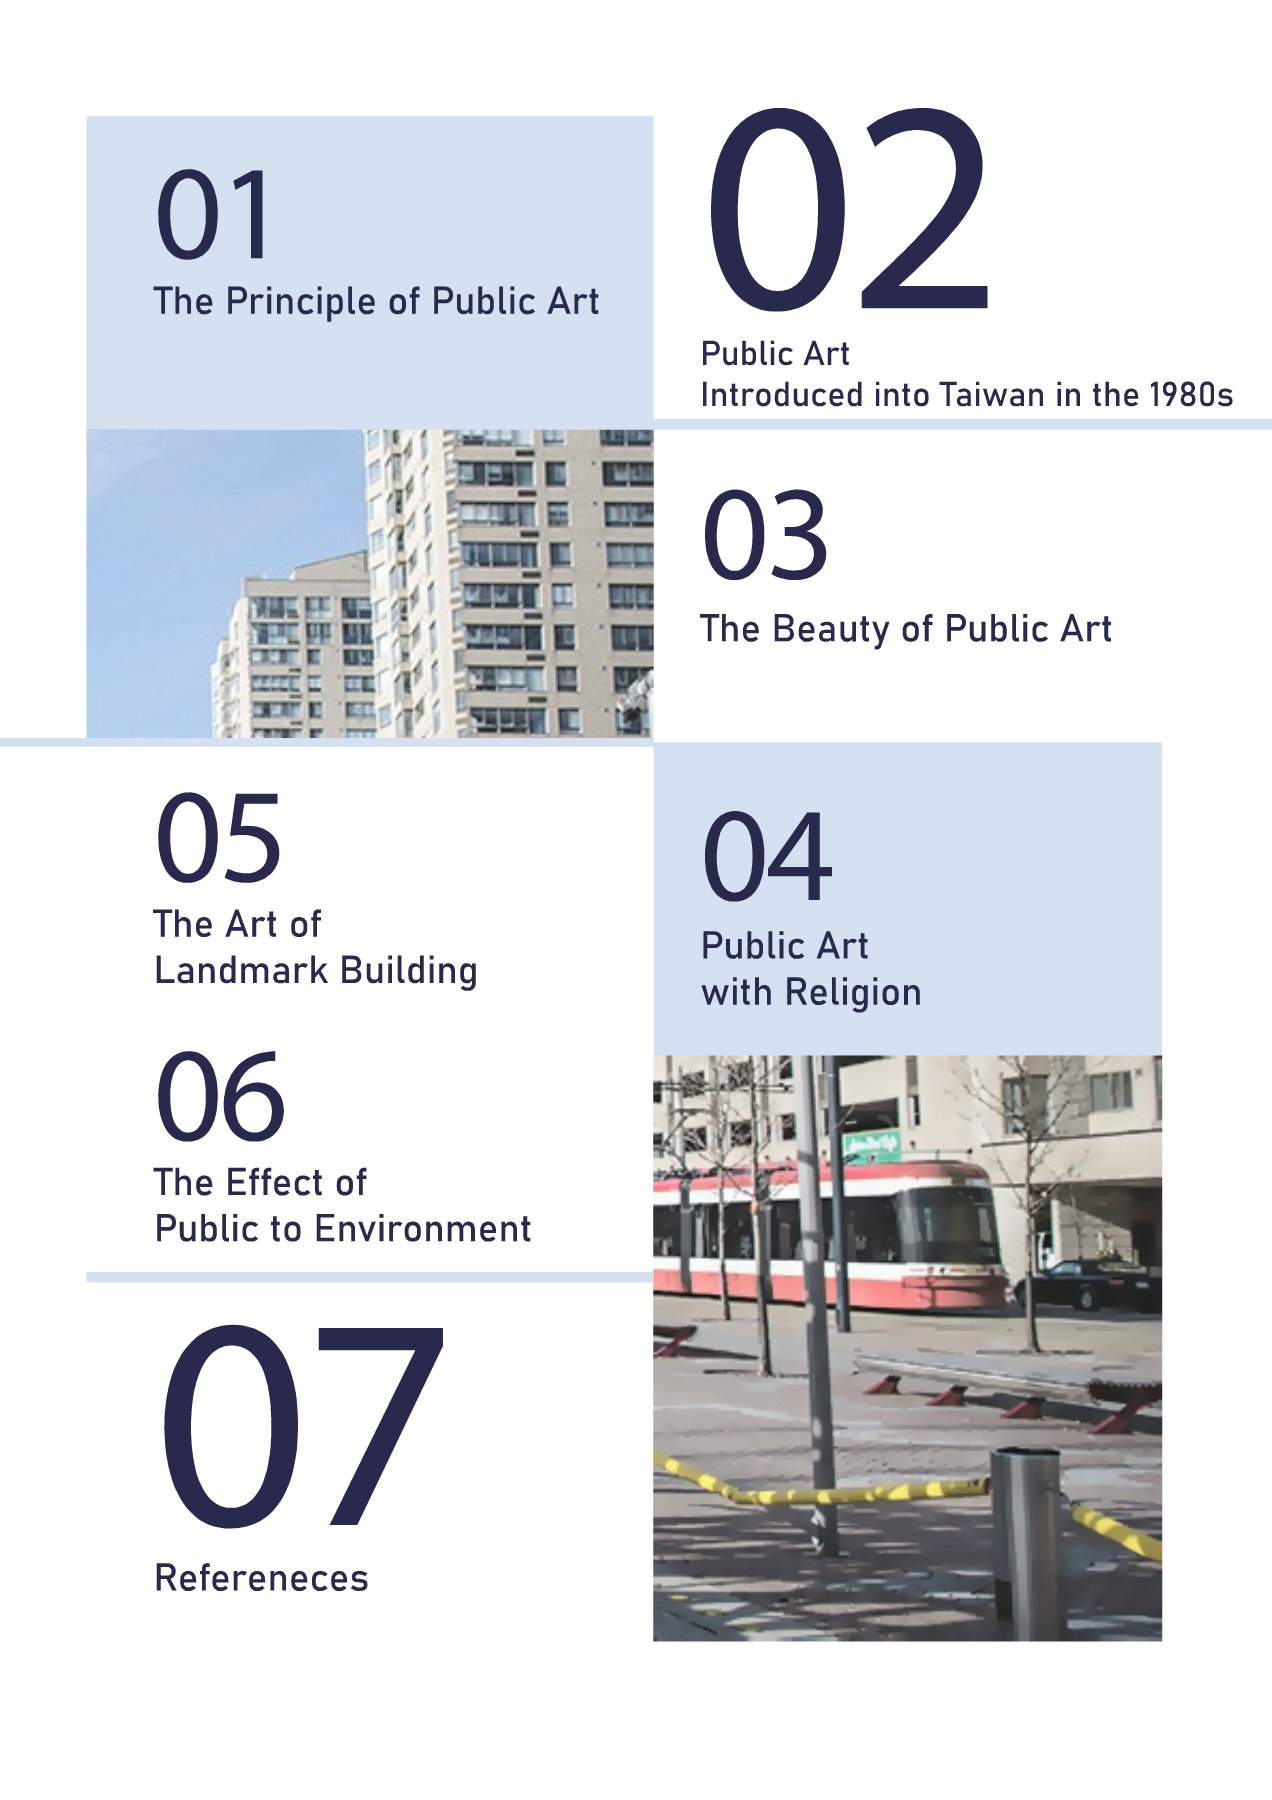 01
The Principle of Public Art
02
Public Art
Introduced into Taiwan in the 1980s
03
The Beauty of Public Art
04
Public Art
with Religion
05
The Art of
Landmark Building
06
The Effect of
Public to Environment
07
Refereneces